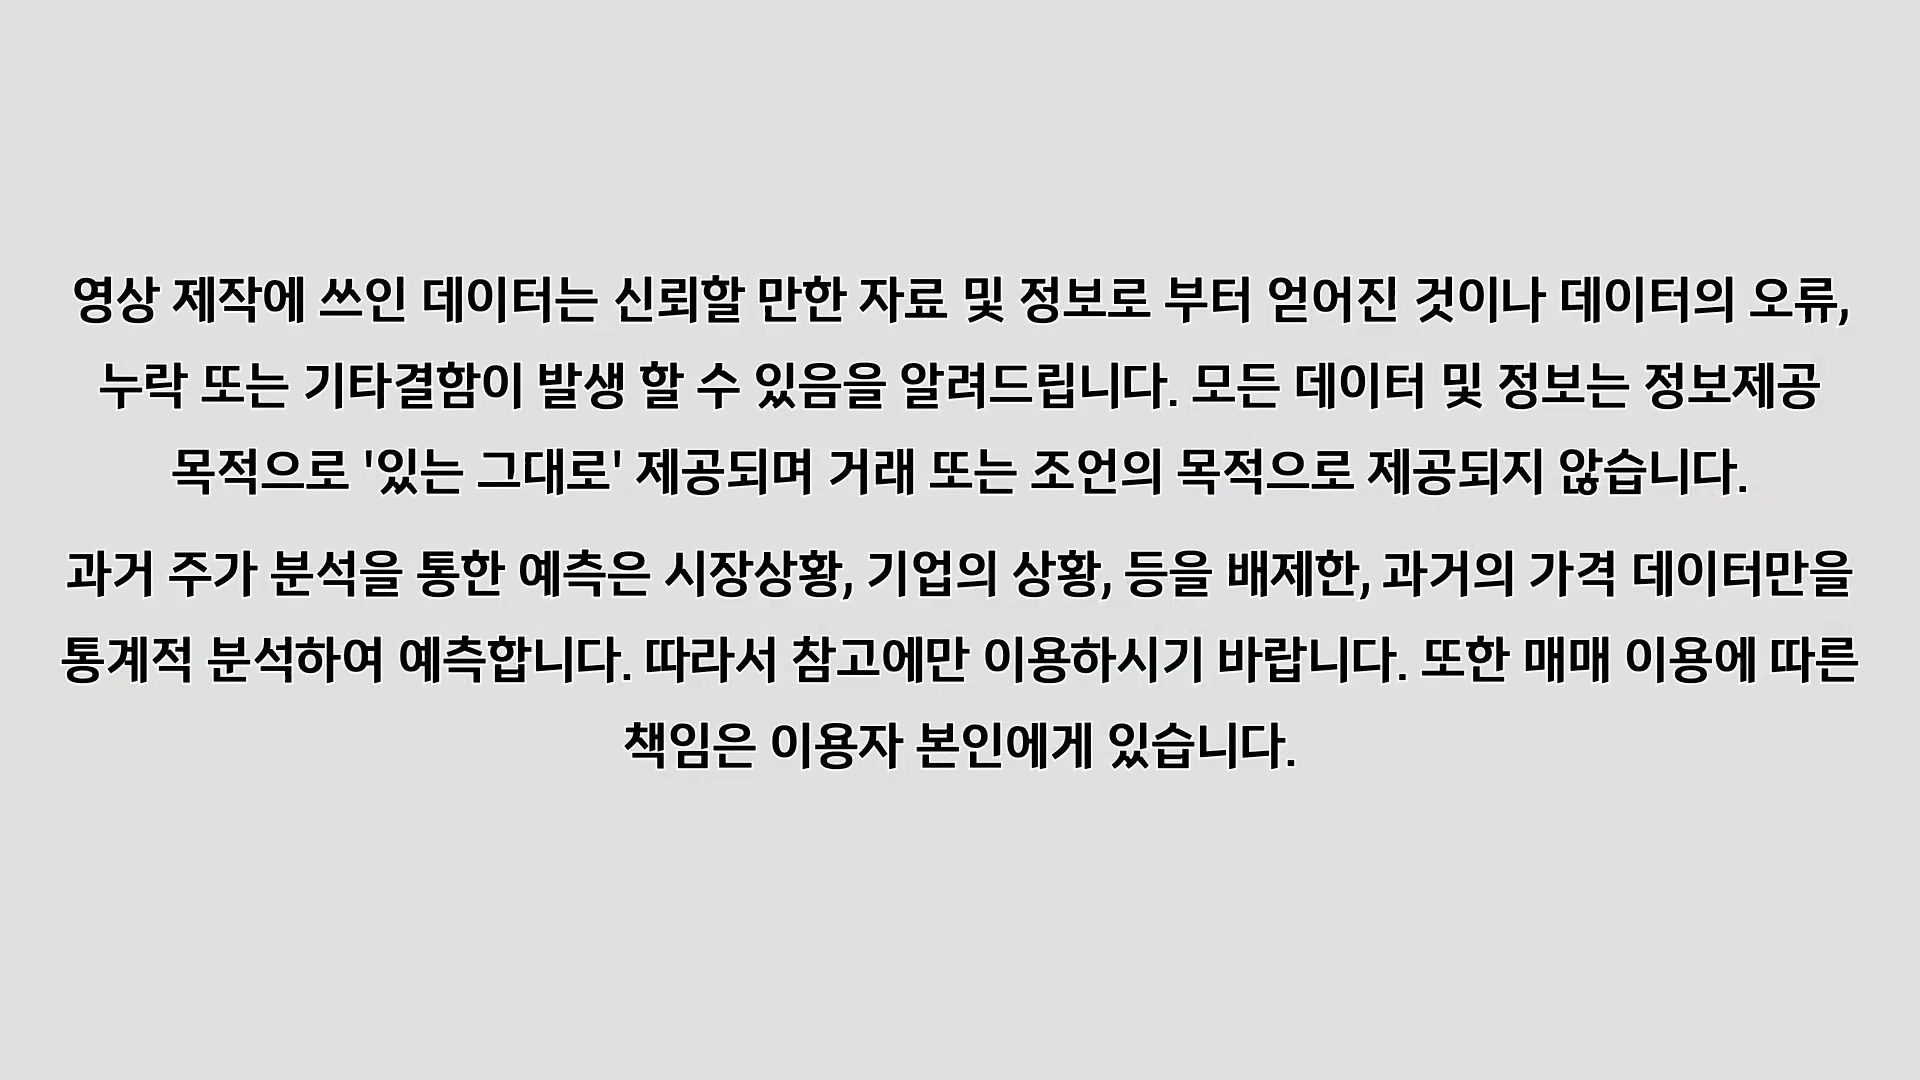 영상 제작에 쓰인 데이터는 신뢰할 만한 자료 및 정보로 부터 얻어진 것이나 데이터의 오류,
누락 또는 기타결함이 발생 할 수 있음을 알려드립니다. 모든 데이터 및 정보는 정보제공
목적으로 '있는 그대로' 제공되며 거래 또는 조언의 목적으로 제공되지 않습니다.
과거 주가 분석을 통한 예측은 시장상황, 기업의 상황, 등을 배제한, 과거의 가격 데이터만을
통계적 분석하여 예측합니다. 따라서 참고에만 이용하시기 바랍니다. 또한 매매 이용에 따른
책임은 이용자 본인에게 있습니다.